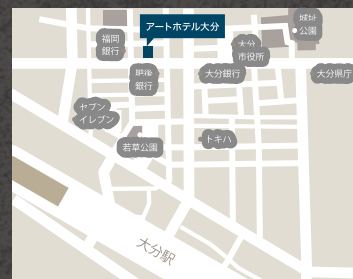 アートホテル大分
城址
公園
福岡
銀行
大分
市役所
肥後
銀行
大分銀行
大分県庁
セブン
イレブン
若草公園
トキハ
大分駅